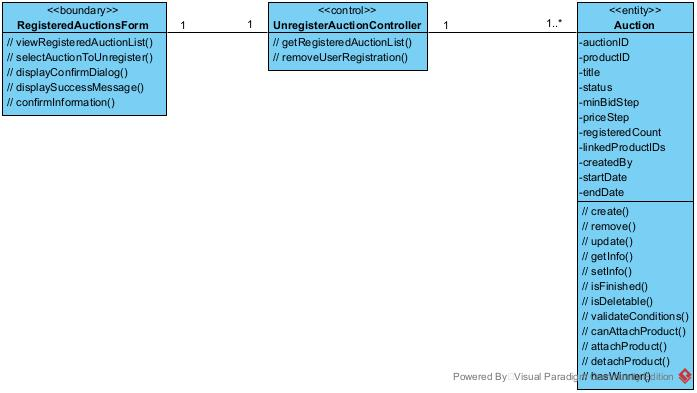 <<boundary>>
RegisteredAuctionsForm
// viewRegisteredAuctionList()
// selectAuctionToUnregister()
// displayConfirmDialog()
// displaySuccessMessage()
// confirmInformation()
1
1
<<control>>
UnregisterAuctionController
// getRegisteredAuctionList()
// removeUserRegistration()
1
1..*
<<entity>>
Auction
-auctionID
-productID
-title
-status
-minBidStep
-priceStep
-registeredCount
-linkedProductIDs
-createdBy
-startDate
-endDate
// create()
// remove()
// update()
// getInfo()
// setInfo()
// isFinished()
// isDeletable()
// validateConditions()
// canAttachProduct()
// attachProduct()
// detachProduct()
// hasWinner()
Powered By Visual Paradigm Community Edition